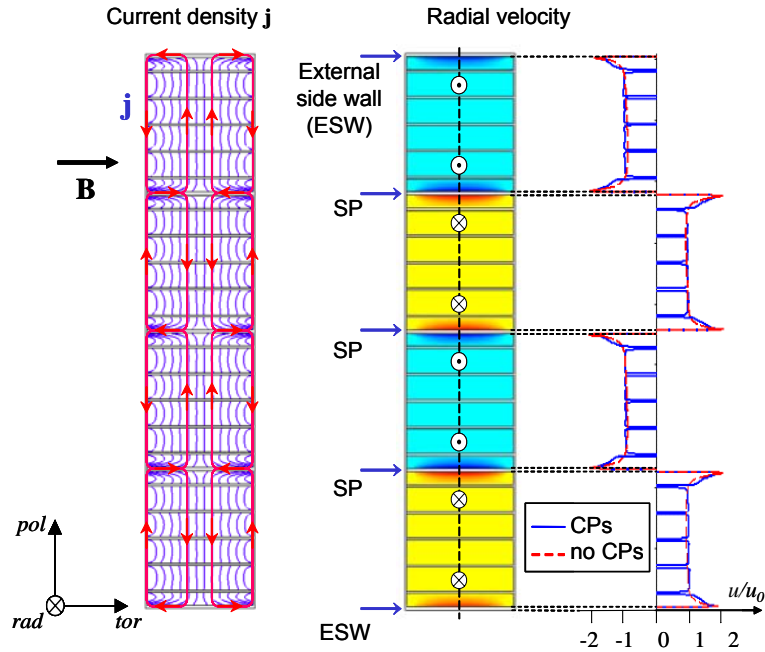 Current density j
Radial velocity
External
side wall
(ESW)
j
B
SP
SP
SP
ESW
pol
rad
tor
CPs
no CPs
u/u0
-2 -1 0 1 2